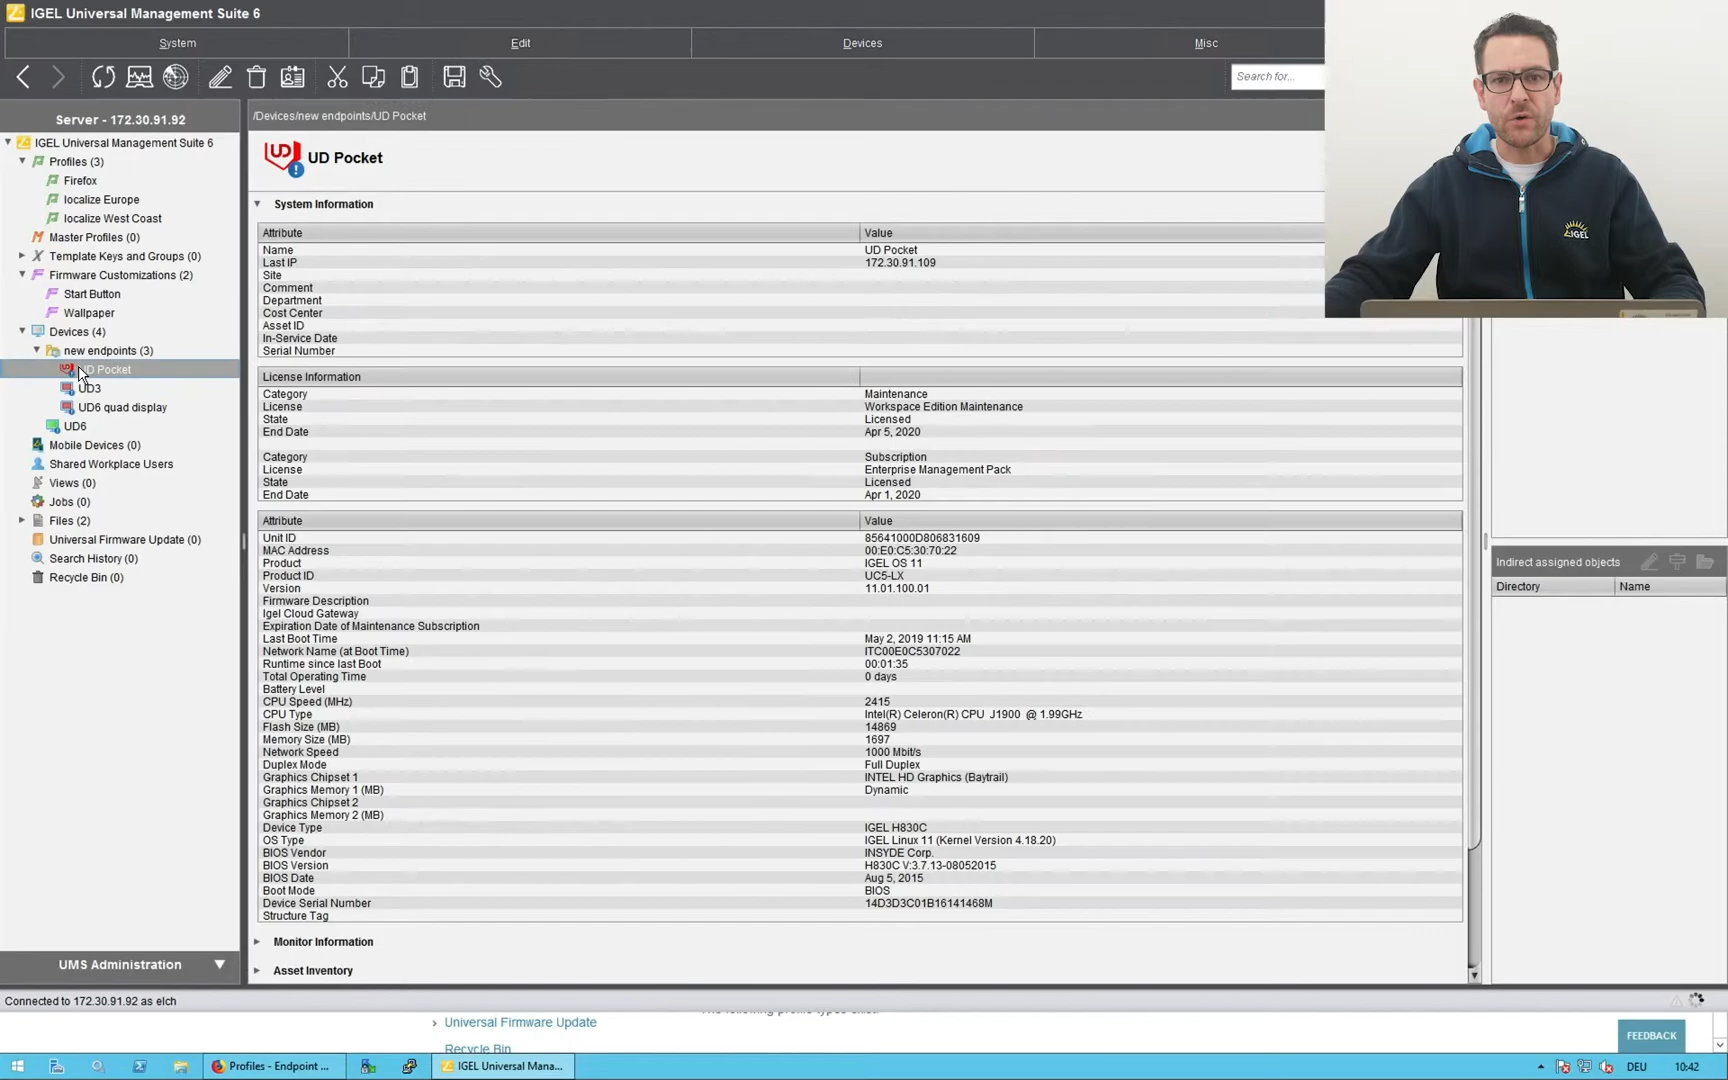 IGEL Universal Management Suite 6
System Edit Devices Misc
Search for...
Server - 172.30.91.92
IGEL Universal Management Suite 6
Profiles (3)
Firefox
localize Europe
localize West Coast
Master Profiles (0)
Template Keys and Groups (0)
Firmware Customizations (2)
Start Button
Wallpaper
Devices (4)
new endpoints (3)
UD Pocket
UD3
UD6 quad display
UD6
Mobile Devices (0)
Shared Workplace Users
Views (0)
Jobs (0)
Files (2)
Universal Firmware Update (0)
Search History (0)
Recycle Bin (0)
UMS Administration
/Devices/new endpoints/UD Pocket
UD UD Pocket
System Information
Attribute Value
Name UD Pocket
Last IP 172.30.91.109
Site
Comment
Department
Cost Center
Asset ID
In-Service Date
Serial Number
License Information
Category Maintenance
License Workspace Edition Maintenance
State Licensed
End Date Apr 5, 2020
Category Subscription
License Enterprise Management Pack
State Licensed
End Date Apr 1, 2020
Attribute Value
Unit ID 85641000D806831609
MAC Address 00:E0:C5:30:70:22
Product IGEL OS 11
Product ID UC5-LX
Version 11.01.100.01
Firmware Description
Igel Cloud Gateway
Expiration Date of Maintenance Subscription
Last Boot Time May 2, 2019 11:15 AM
Network Name (at Boot Time) ITC00E0C5307022
Runtime since last Boot 00:01:35
Total Operating Time 0 days
Battery Level
CPU Speed (MHz) 2415
CPU Type Intel(R) Celeron(R) CPU J1900 @ 1.99GHz
Flash Size (MB) 14869
Memory Size (MB) 1697
Network Speed 1000 Mbit/s
Duplex Mode Full Duplex
Graphics Chipset 1 INTEL HD Graphics (Baytrail)
Graphics Memory 1 (MB) Dynamic
Graphics Chipset 2
Graphics Memory 2 (MB)
Device Type IGEL H830C
OS Type IGEL Linux 11 (Kernel Version 4.18.20)
BIOS Vendor INSYDE Corp.
BIOS Version H830C V:3.7.13-08052015
BIOS Date Aug 5, 2015
Boot Mode BIOS
Device Serial Number 14D3D3C01B16141468M
Structure Tag
Monitor Information
Asset Inventory
IGEL
Indirect assigned objects
Directory Name
Connected to 172.30.91.92 as elch
The following profile types exist:
Universal Firmware Update
Recycle Bin
FEEDBACK
Profiles - Endpoint ...
IGEL Universal Mana...
DEU 10:42